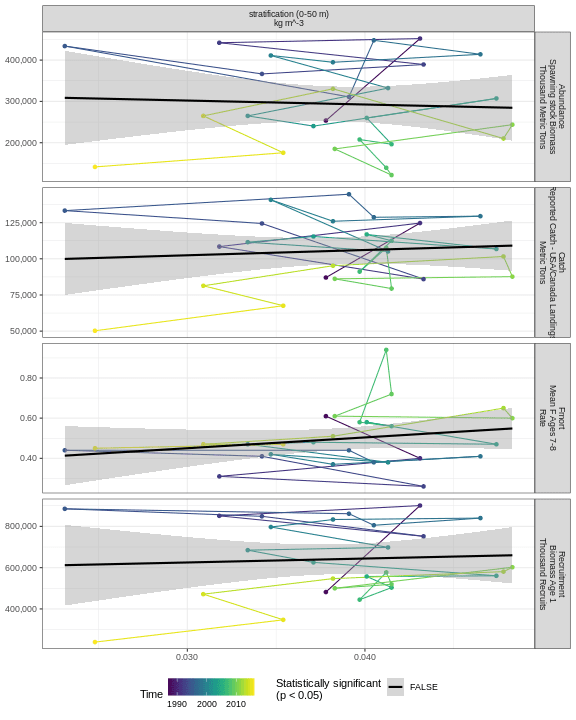 stratification (0-50 m)
kg m^-3
400,000
300,000
200,000
Abundance
Spawning stock Biomass
Thousand Metric Tons
125,000
100,000
75,000
50,000
Catch
Reported Catch - USA/Canada Landings
Metric Tons
0.80
0.60
0.40
Fmort
Mean F Ages 7-8
Rate
800,000
600,000
400,000
Recruitment
Biomass Age 1
Thousand Recruits
0.030
0.040
Time
1990 2000 2010
Statistically significant
(p < 0.05)
FALSE